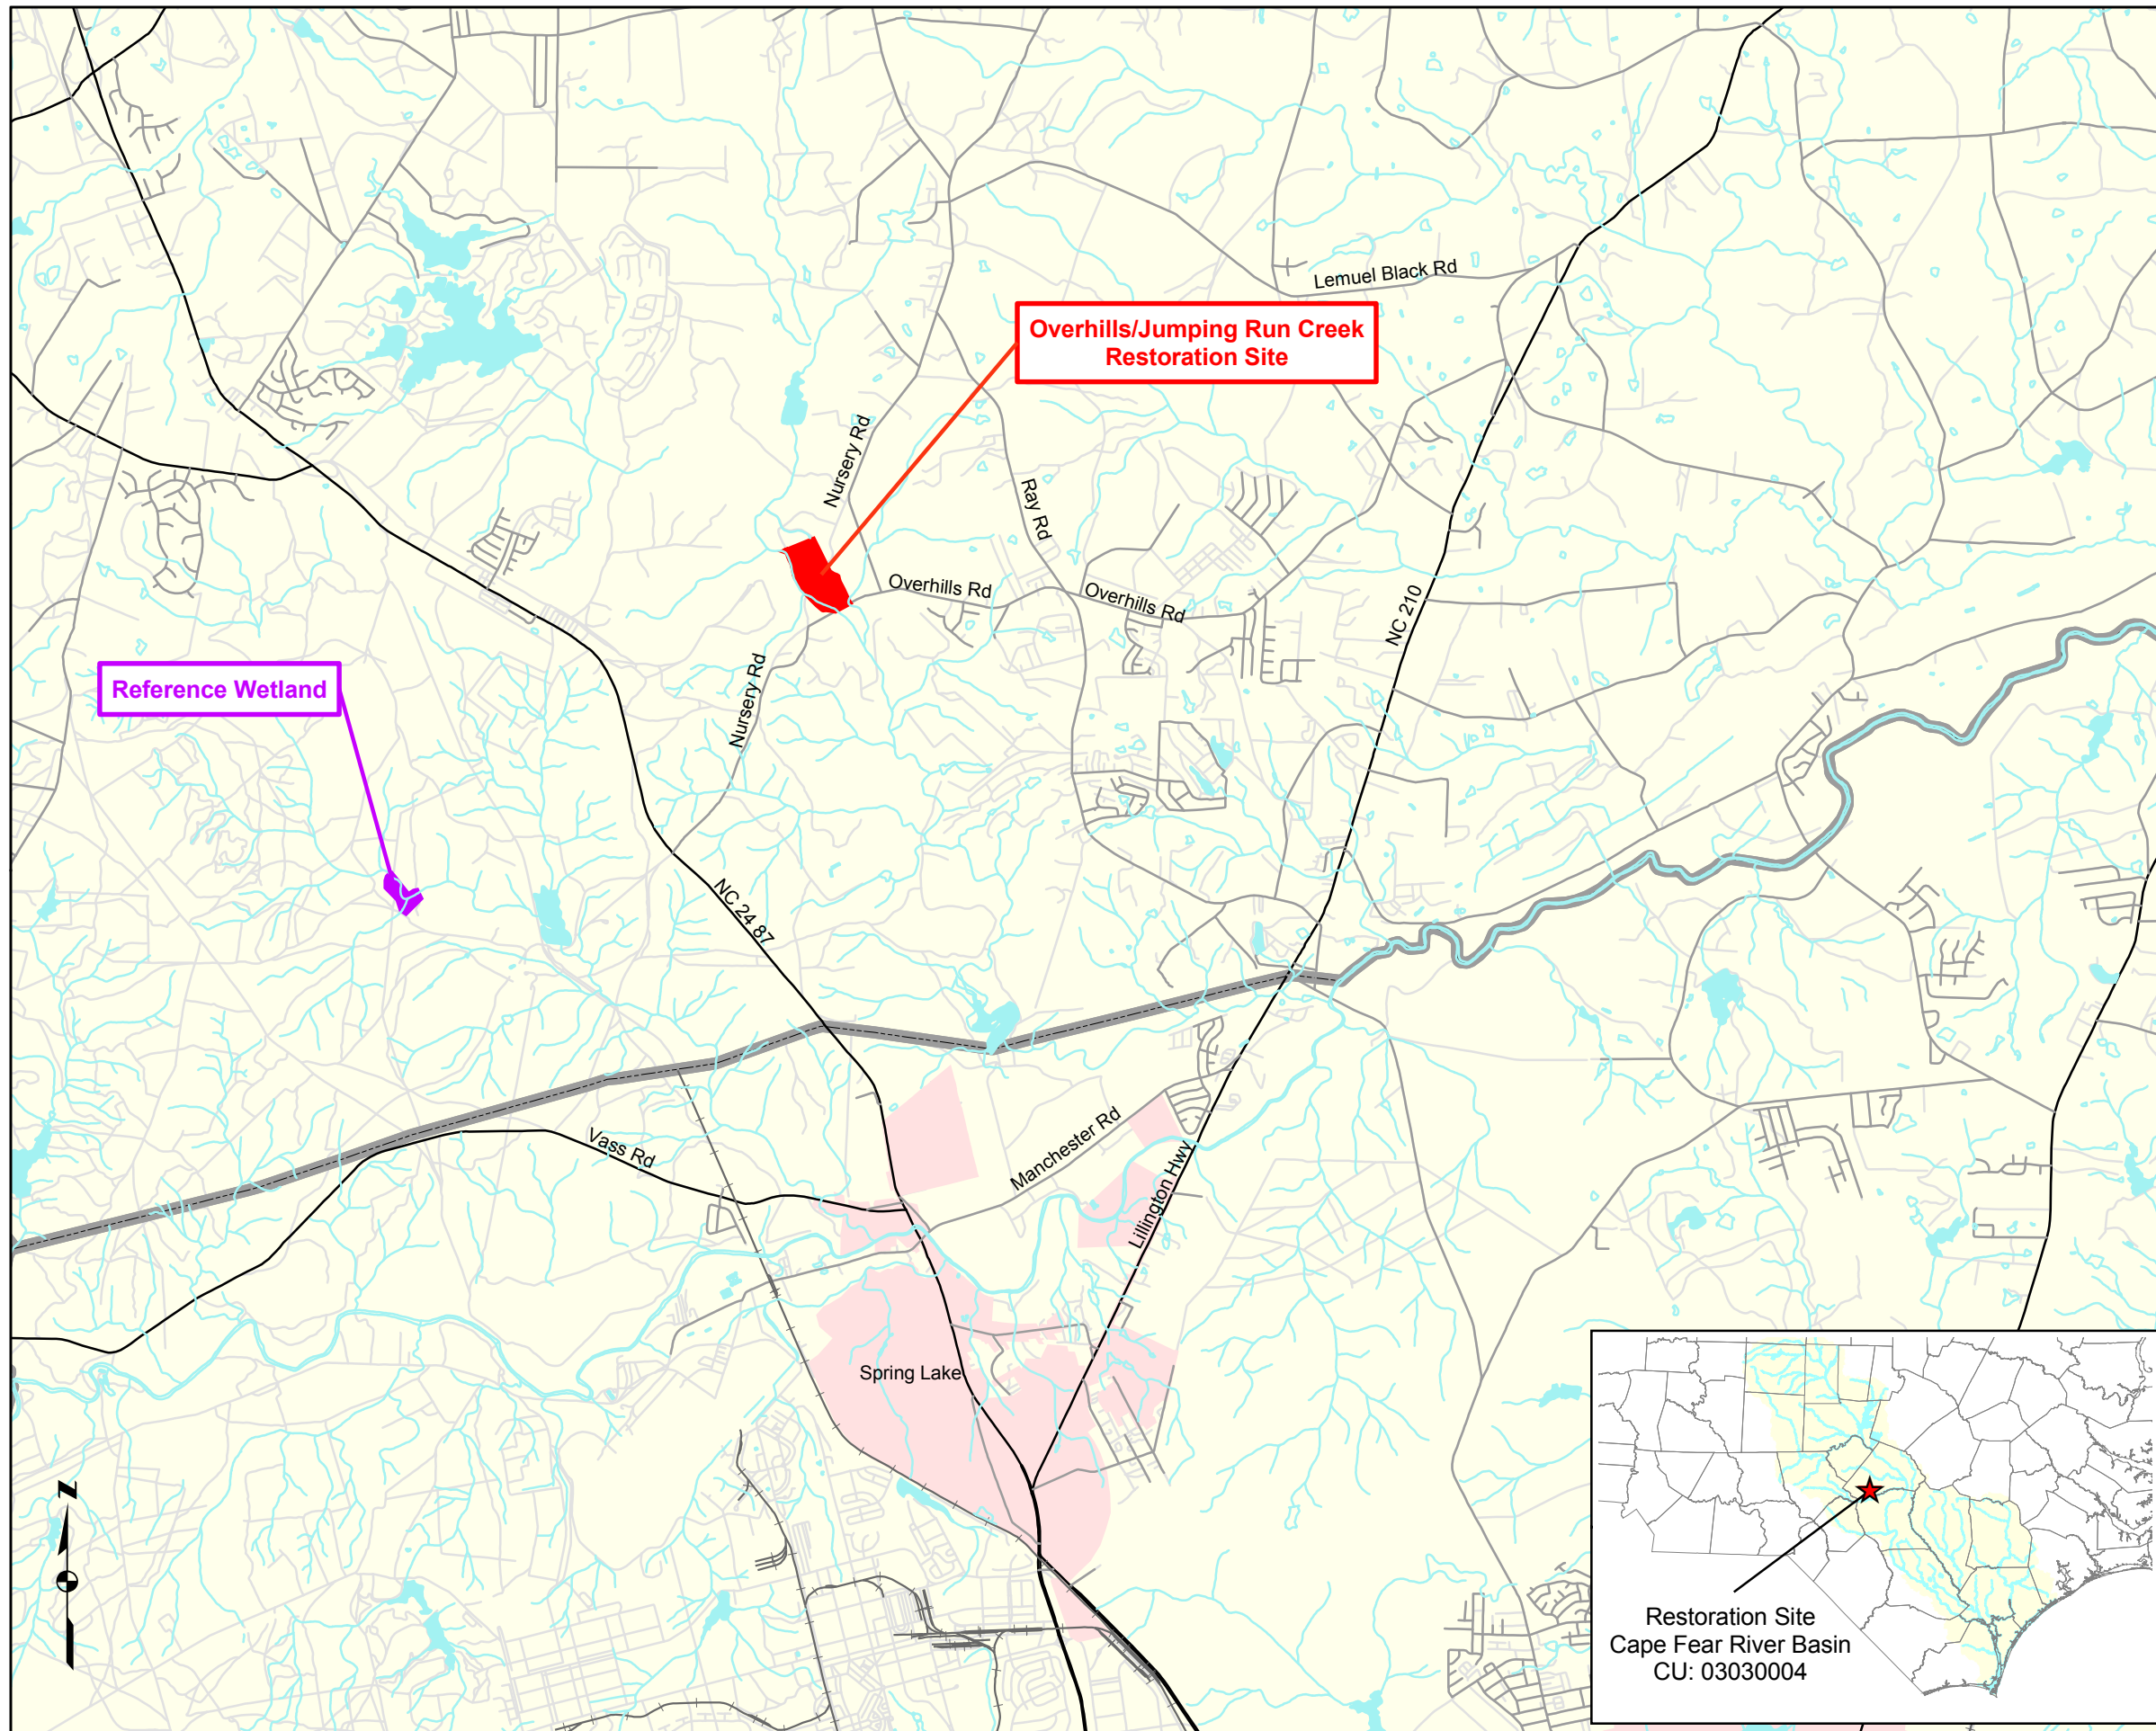 Lemuel Black Rd
Overhills/Jumping Run Creek
Restoration Site
Nursery Rd
Ray Rd
Overhills Rd
Overhills Rd
NC 210
Reference Wetland
Nursery Rd
NC 24 87
Vass Rd
Manchester Rd
Lillington Hwy
Spring Lake
N
Restoration Site
Cape Fear River Basin
CU: 03030004